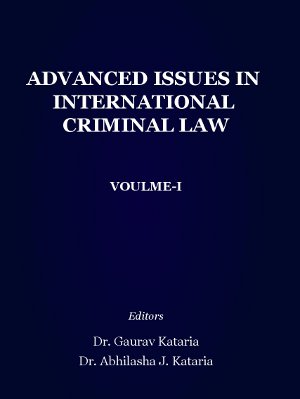 ADVANCED ISSUES IN
INTERNATIONAL
CRIMINAL LAW
VOULME-I
Editors
Dr. Gaurav Kataria
Dr. Abhilasha J. Kataria